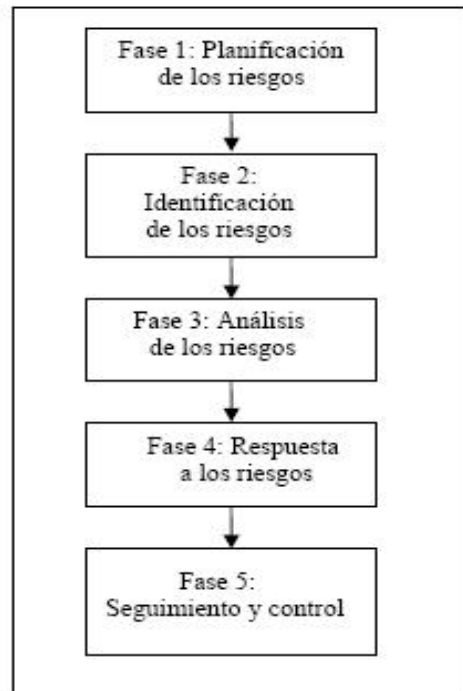 Fase 1: Planificación
de los riesgos
Fase 2:
Identificación
de los riesgos
Fase 3: Análisis
de los riesgos
Fase 4: Respuesta
a los riesgos
Fase 5:
Seguimiento y control